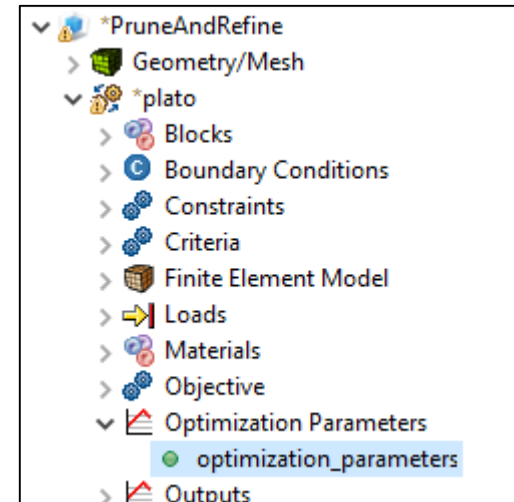 *PruneAndRefine
Geometry/Mesh
*plato
Blocks
C Boundary Conditions
Constraints
Criteria
Finite Element Model
Loads
Materials
Objective
Optimization Parameters
optimization_parameters
Outputs